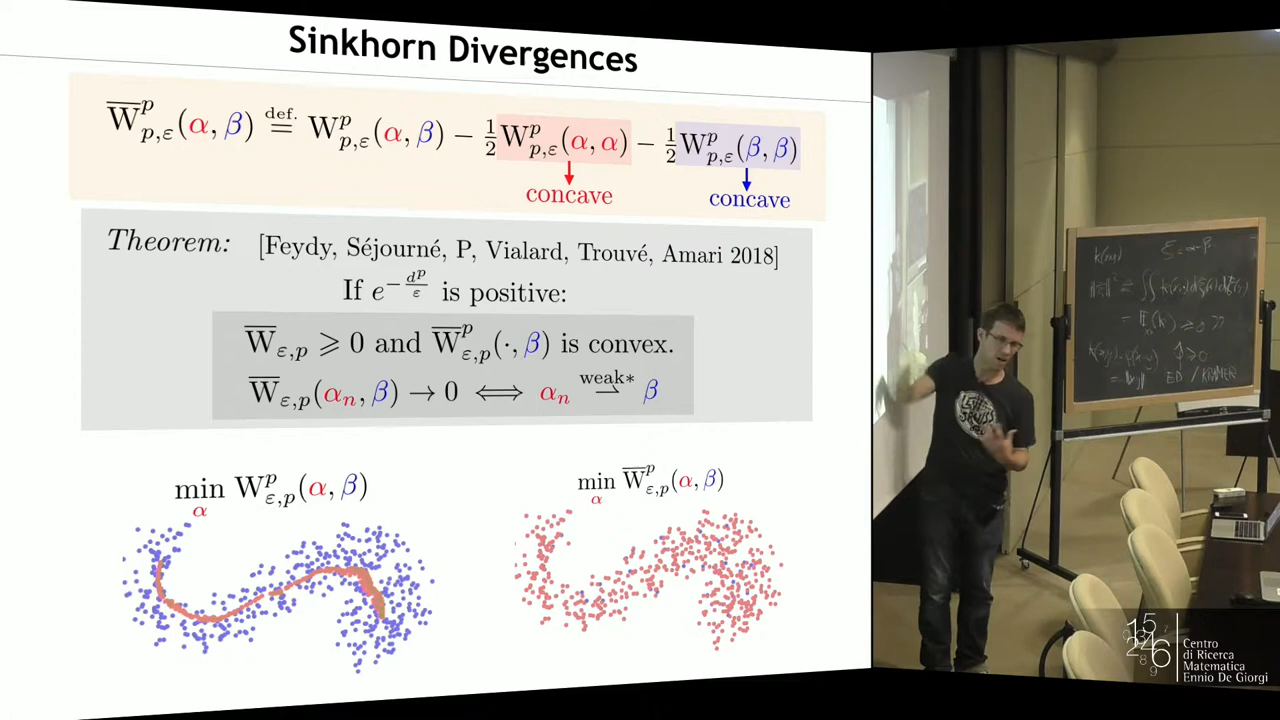 Sinkhorn Divergences
W̅^p_{p,ε}(α, β) =^{def.} W^p_{p,ε}(α, β) − ½W^p_{p,ε}(α, α) − ½W^p_{p,ε}(β, β)
concave concave
Theorem: [Feydy, Séjourné, P, Vialard, Trouvé, Amari 2018]
If e^{−d^p/ε} is positive:
W̅_{ε,p} ⩾ 0 and W̅^p_{ε,p}(·, β) is convex.
W̅_{ε,p}(α_n, β) → 0 ⟺ α_n ⇀^{weak*} β
min_α W^p_{ε,p}(α, β)
min_α W̅^p_{ε,p}(α, β)
Centro
di Ricerca
Matematica
Ennio De Giorgi